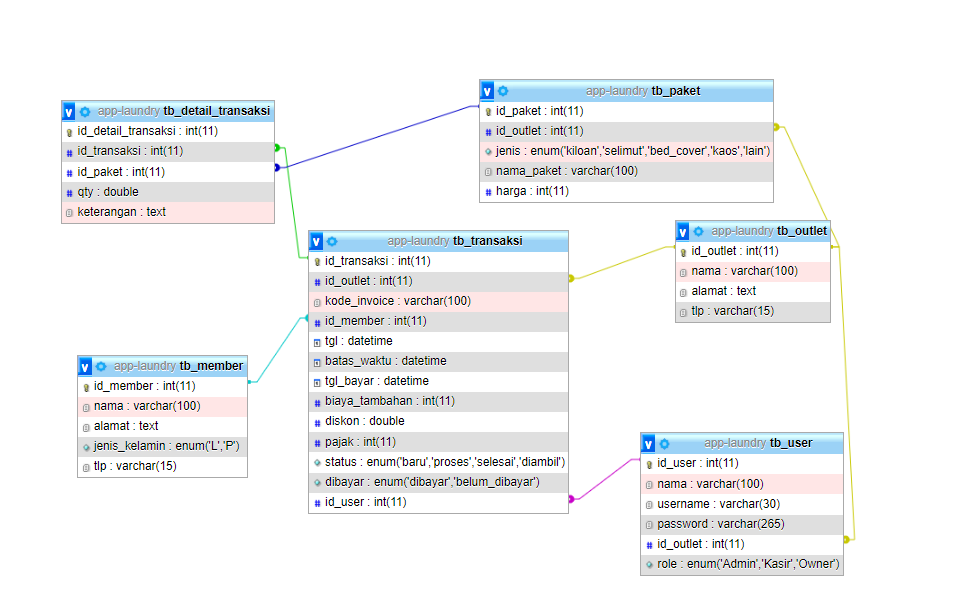 app-laundry tb_detail_transaksi
id_detail_transaksi : int(11)
id_transaksi : int(11)
id_paket : int(11)
qty : double
keterangan : text
app-laundry tb_paket
id_paket : int(11)
id_outlet : int(11)
jenis : enum('kiloan','selimut','bed_cover','kaos','lain')
nama_paket : varchar(100)
harga : int(11)
app-laundry tb_transaksi
id_transaksi : int(11)
id_outlet : int(11)
kode_invoice : varchar(100)
id_member : int(11)
tgl : datetime
batas_waktu : datetime
tgl_bayar : datetime
biaya_tambahan : int(11)
diskon : double
pajak : int(11)
status : enum('baru','proses','selesai','diambil')
dibayar : enum('dibayar','belum_dibayar')
id_user : int(11)
app-laundry tb_outlet
id_outlet : int(11)
nama : varchar(100)
alamat : text
tlp : varchar(15)
app-laundry tb_member
id_member : int(11)
nama : varchar(100)
alamat : text
jenis_kelamin : enum('L','P')
tlp : varchar(15)
app-laundry tb_user
id_user : int(11)
nama : varchar(100)
username : varchar(30)
password : varchar(265)
id_outlet : int(11)
role : enum('Admin','Kasir','Owner')